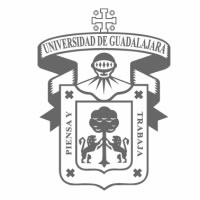 UNIVERSIDAD DE GUADALAJARA
PIENSA Y
TRABAJA